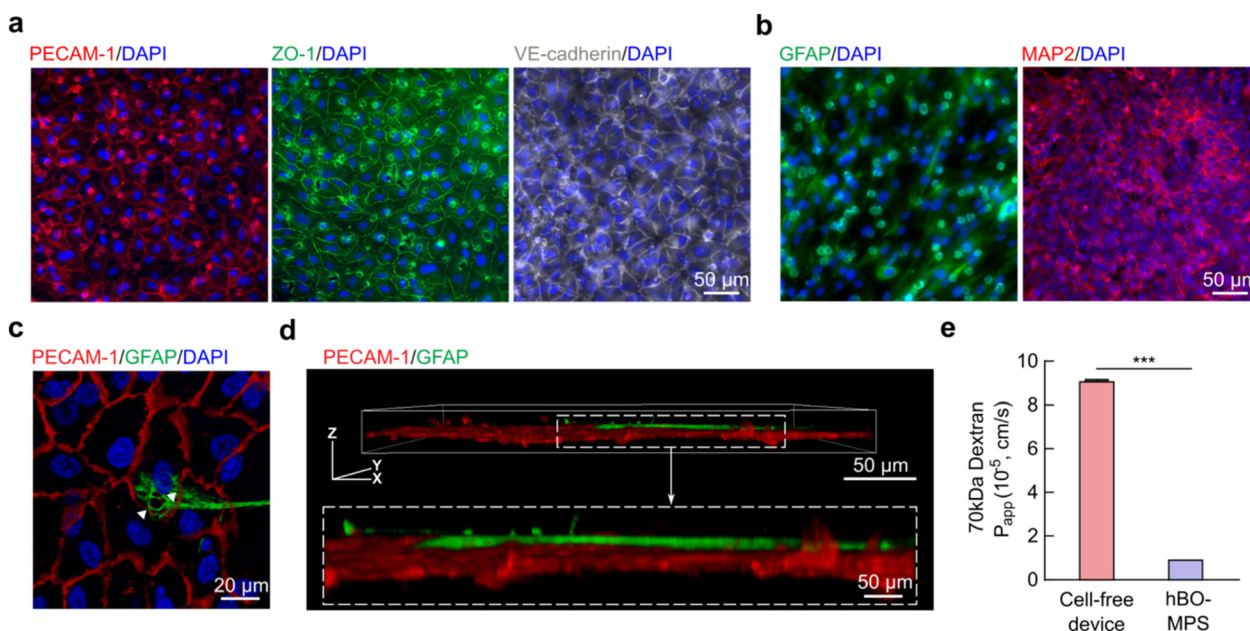 a
PECAM-1/DAPI
ZO-1/DAPI
VE-cadherin/DAPI
50 µm
b
GFAP/DAPI
MAP2/DAPI
50 µm
c
PECAM-1/GFAP/DAPI
20 µm
d
PECAM-1/GFAP
Z
Y
X
50 µm
50 µm
e
70kDa Dextran
Papp (10-5, cm/s)
10
8
6
4
2
0
***
Cell-free
device
hBO-
MPS